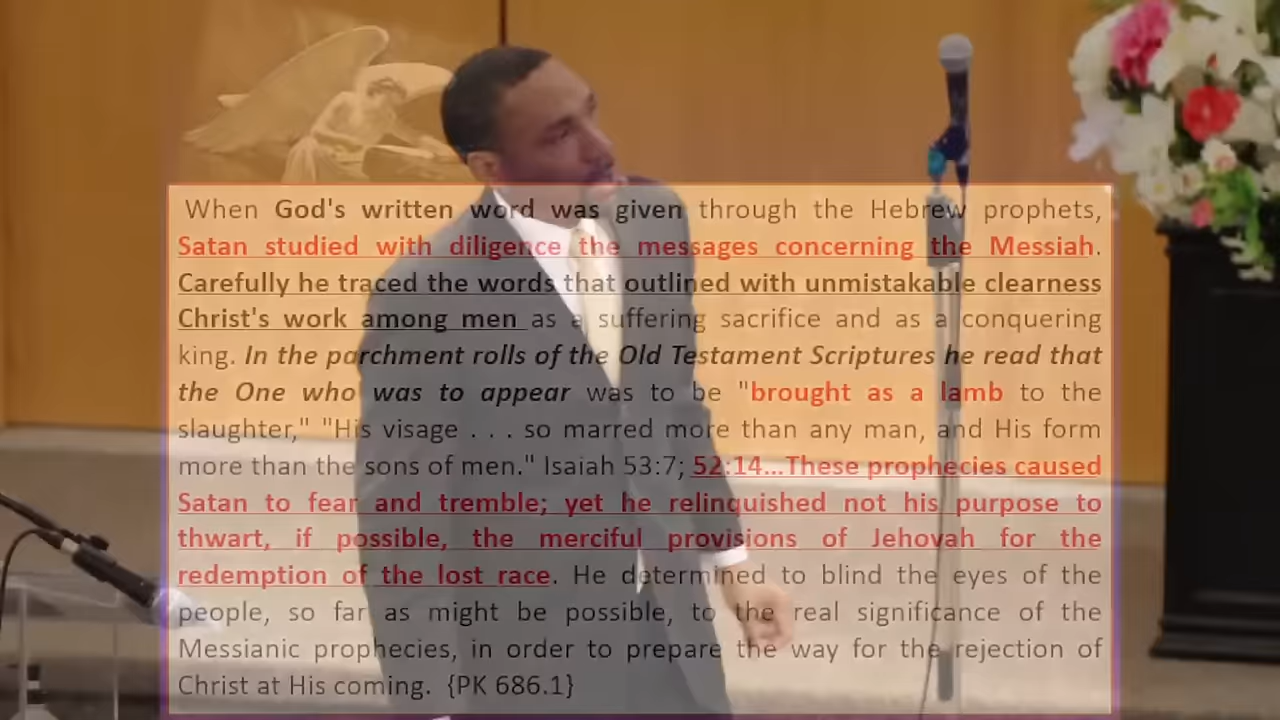 When God's written word was given through the Hebrew prophets,
Satan studied with diligence the messages concerning the Messiah.
Carefully he traced the words that outlined with unmistakable clearness
Christ's work among men as a suffering sacrifice and as a conquering
king. In the parchment rolls of the Old Testament Scriptures he read that
the One who was to appear was to be "brought as a lamb to the
slaughter," "His visage . . . so marred more than any man, and His form
more than the sons of men." Isaiah 53:7; 52:14...These prophecies caused
Satan to fear and tremble; yet he relinquished not his purpose to
thwart, if possible, the merciful provisions of Jehovah for the
redemption of the lost race. He determined to blind the eyes of the
people, so far as might be possible, to the real significance of the
Messianic prophecies, in order to prepare the way for the rejection of
Christ at His coming. {PK 686.1}